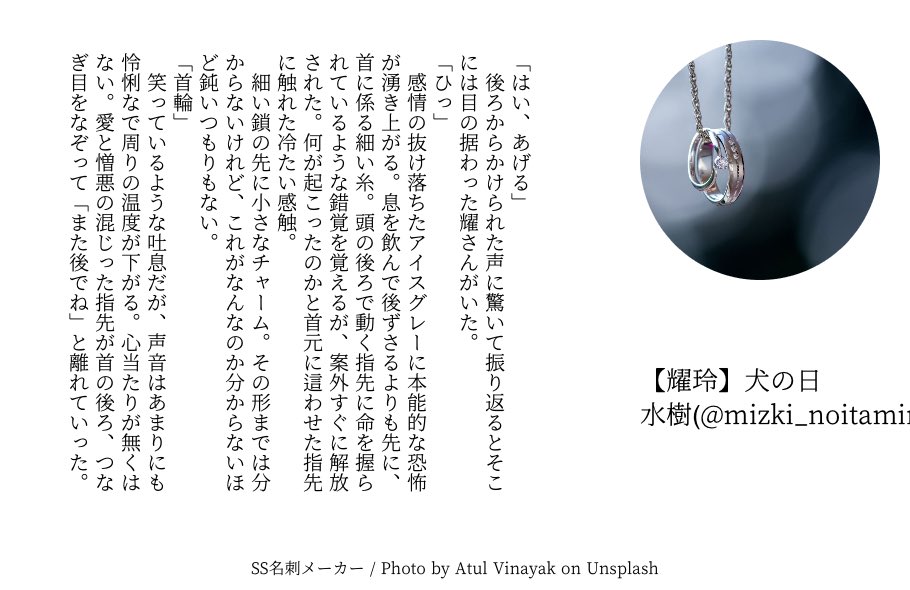 【耀玲】犬の日
水樹(@mizki_noitamin
「はい、あげる」
　後ろからかけられた声に驚いて振り返るとそこ
には目の据わった耀さんがいた。
「ひっ」
　感情の抜け落ちたアイスグレーに本能的な恐怖
が湧き上がる。息を飲んで後ずさるよりも先に、
首に係る細い糸。頭の後ろで動く指先に命を握ら
れているような錯覚を覚えるが、案外すぐに解放
された。何が起こったのかと首元に這わせた指先
に触れた冷たい感触。
　細い鎖の先に小さなチャーム。その形までは分
からないけれど、これがなんなのか分からないほ
ど鈍いつもりもない。
「首輪」
　笑っているような吐息だが、声音はあまりにも
怜悧なで周りの温度が下がる。心当たりが無くは
ない。愛と憎悪の混じった指先が首の後ろ、つな
ぎ目をなぞって「また後でね」と離れていった。
SS名刺メーカー / Photo by Atul Vinayak on Unsplash